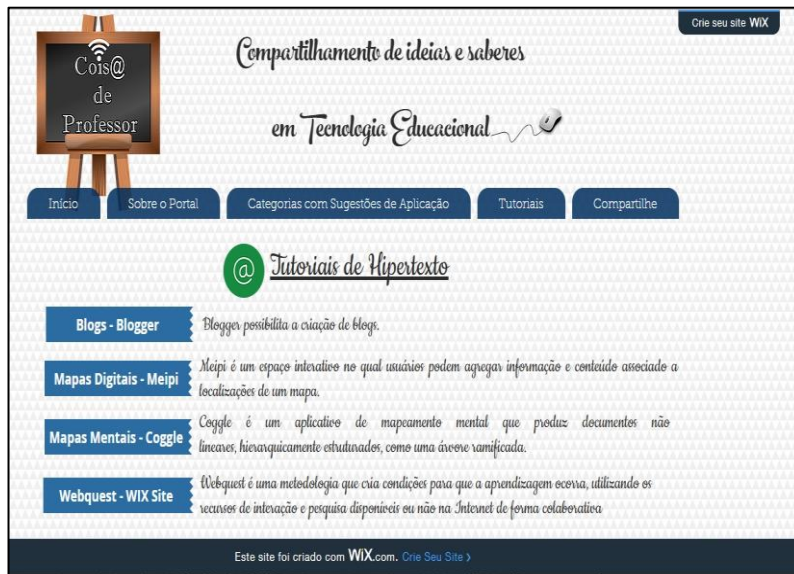 Crie seu site WiX
Cois@
de
Professor
Compartilhamento de ideias e saberes
em Tecnologia Educacional
Início
Sobre o Portal
Categorias com Sugestões de Aplicação
Tutoriais
Compartilhe
@ Tutoriais de Hipertexto
Blogs - Blogger
Blogger possibilita a criação de blogs.
Mapas Digitais - Meipi
Meipi é um espaço interativo no qual usuários podem agregar informação e conteúdo associado a
localizações de um mapa.
Mapas Mentais - Coggle
Coggle é um aplicativo de mapeamento mental que produz documentos não
lineares, hierarquicamente estruturados, como uma árvore ramificada.
Webquest - WIX Site
Webquest é uma metodologia que cria condições para que a aprendizagem ocorra, utilizando os
recursos de interação e pesquisa disponíveis ou não na Internet de forma colaborativa
Este site foi criado com WiX.com. Crie Seu Site >